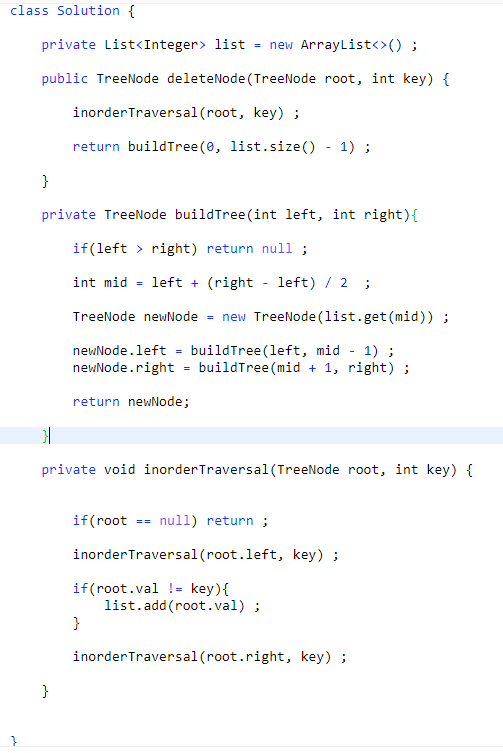 class Solution {
private List<Integer> list = new ArrayList<>() ;
public TreeNode deleteNode(TreeNode root, int key) {
inorderTraversal(root, key) ;
return buildTree(0, list.size() - 1) ;
}
private TreeNode buildTree(int left, int right){
if(left > right) return null ;
int mid = left + (right - left) / 2  ;
TreeNode newNode = new TreeNode(list.get(mid)) ;
newNode.left = buildTree(left, mid - 1) ;
newNode.right = buildTree(mid + 1, right) ;
return newNode;
}
private void inorderTraversal(TreeNode root, int key) {
if(root == null) return ;
inorderTraversal(root.left, key) ;
if(root.val != key){
list.add(root.val) ;
}
inorderTraversal(root.right, key) ;
}
}